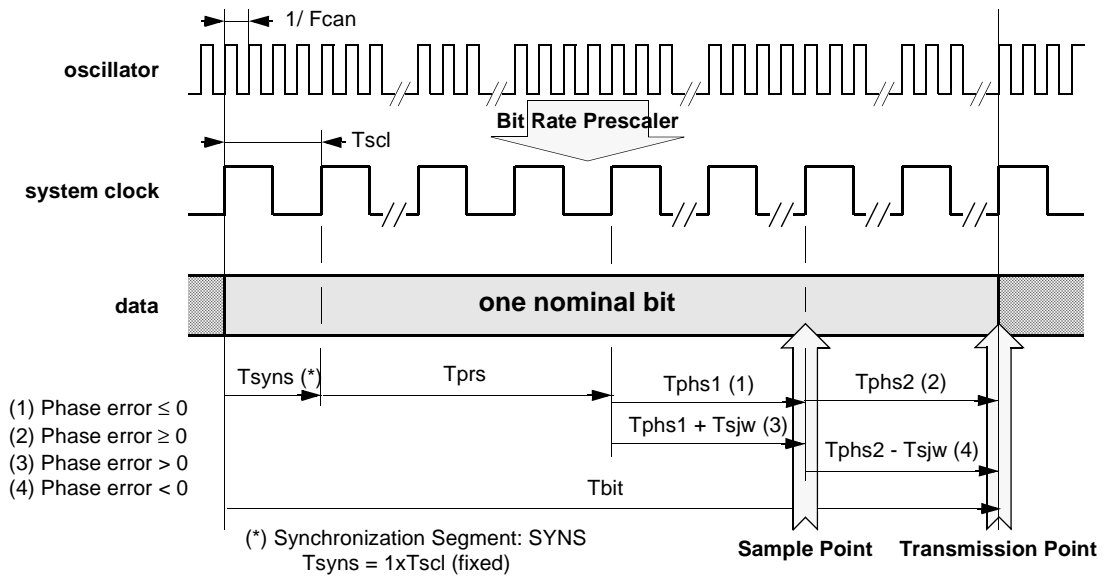 1/ Fcan
oscillator
Bit Rate Prescaler
Tscl
system clock
data
one nominal bit
Tsyns (*)
Tprs
Tphs1 (1)
Tphs2 (2)
(1) Phase error ≤ 0
(2) Phase error ≥ 0
(3) Phase error > 0
(4) Phase error < 0
Tphs1 + Tsjw (3)
Tphs2 - Tsjw (4)
Tbit
(*) Synchronization Segment: SYNS
Tsyns = 1xTscl (fixed)
Sample Point
Transmission Point